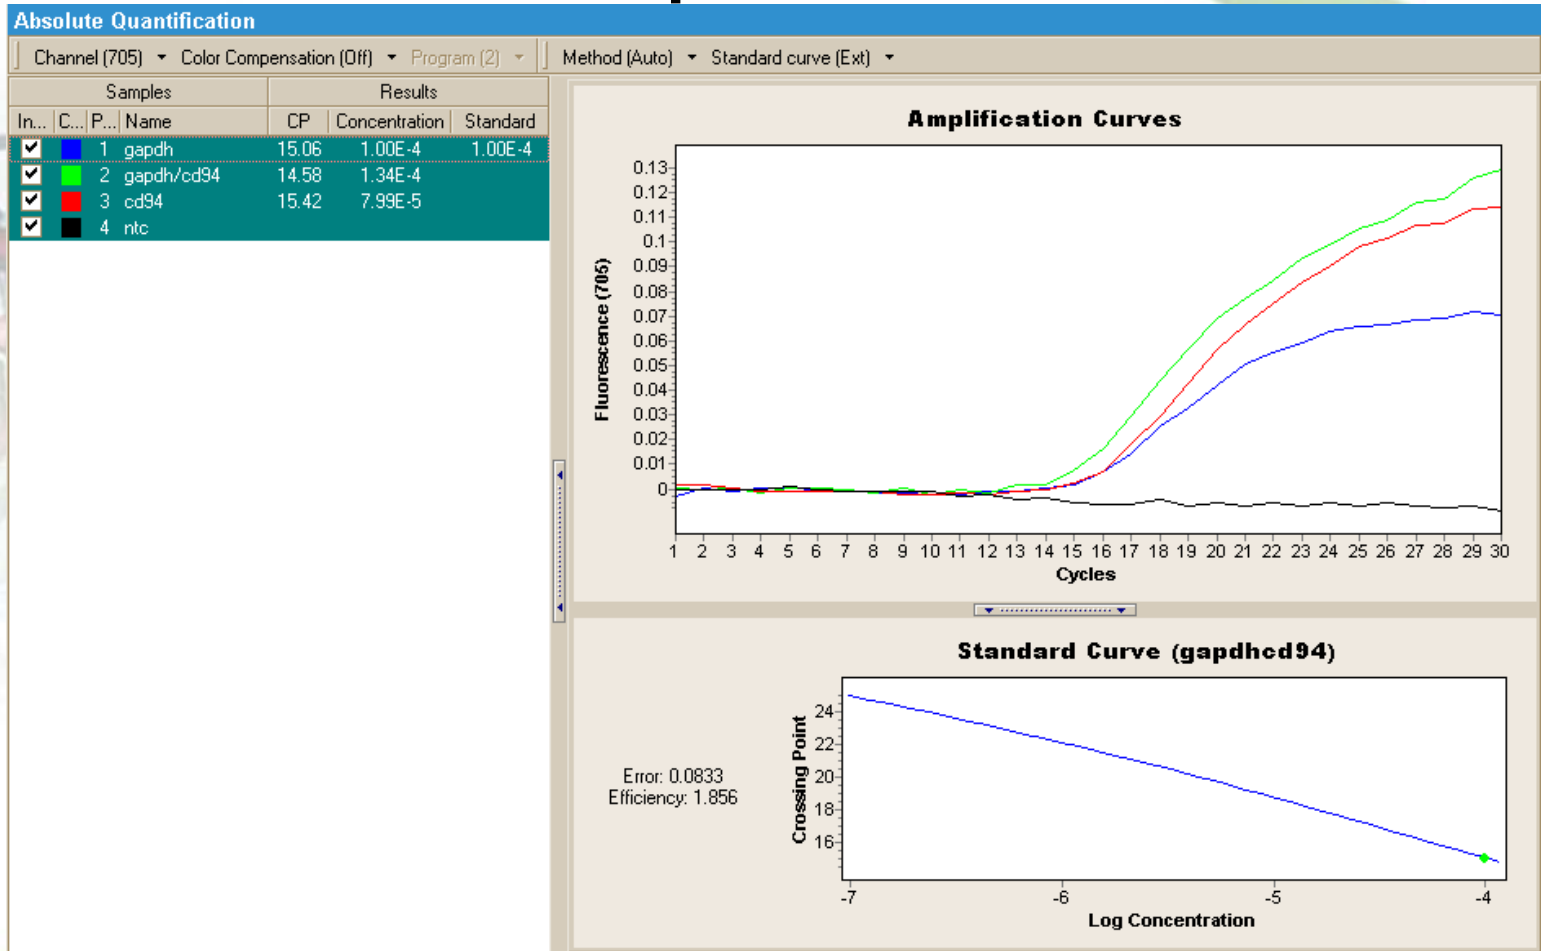 Absolute Quantification
Channel (705) Color Compensation (Off) Program (2) Method (Auto) Standard curve (Ext)
Samples Results
In... C... P... Name CP Concentration Standard
1 gapdh 15.06 1.00E-4 1.00E-4
2 gapdh/cd94 14.58 1.34E-4
3 cd94 15.42 7.99E-5
4 ntc
Amplification Curves
0.13
0.12
0.11
0.1
0.09
0.08
0.07
0.06
0.05
0.04
0.03
0.02
0.01
0
Fluorescence (705)
1 2 3 4 5 6 7 8 9 10 11 12 13 14 15 16 17 18 19 20 21 22 23 24 25 26 27 28 29 30
Cycles
Standard Curve (gapdhcd94)
Error: 0.0833
Efficiency: 1.856
Crossing Point
24
22
20
18
16
-7 -6 -5 -4
Log Concentration